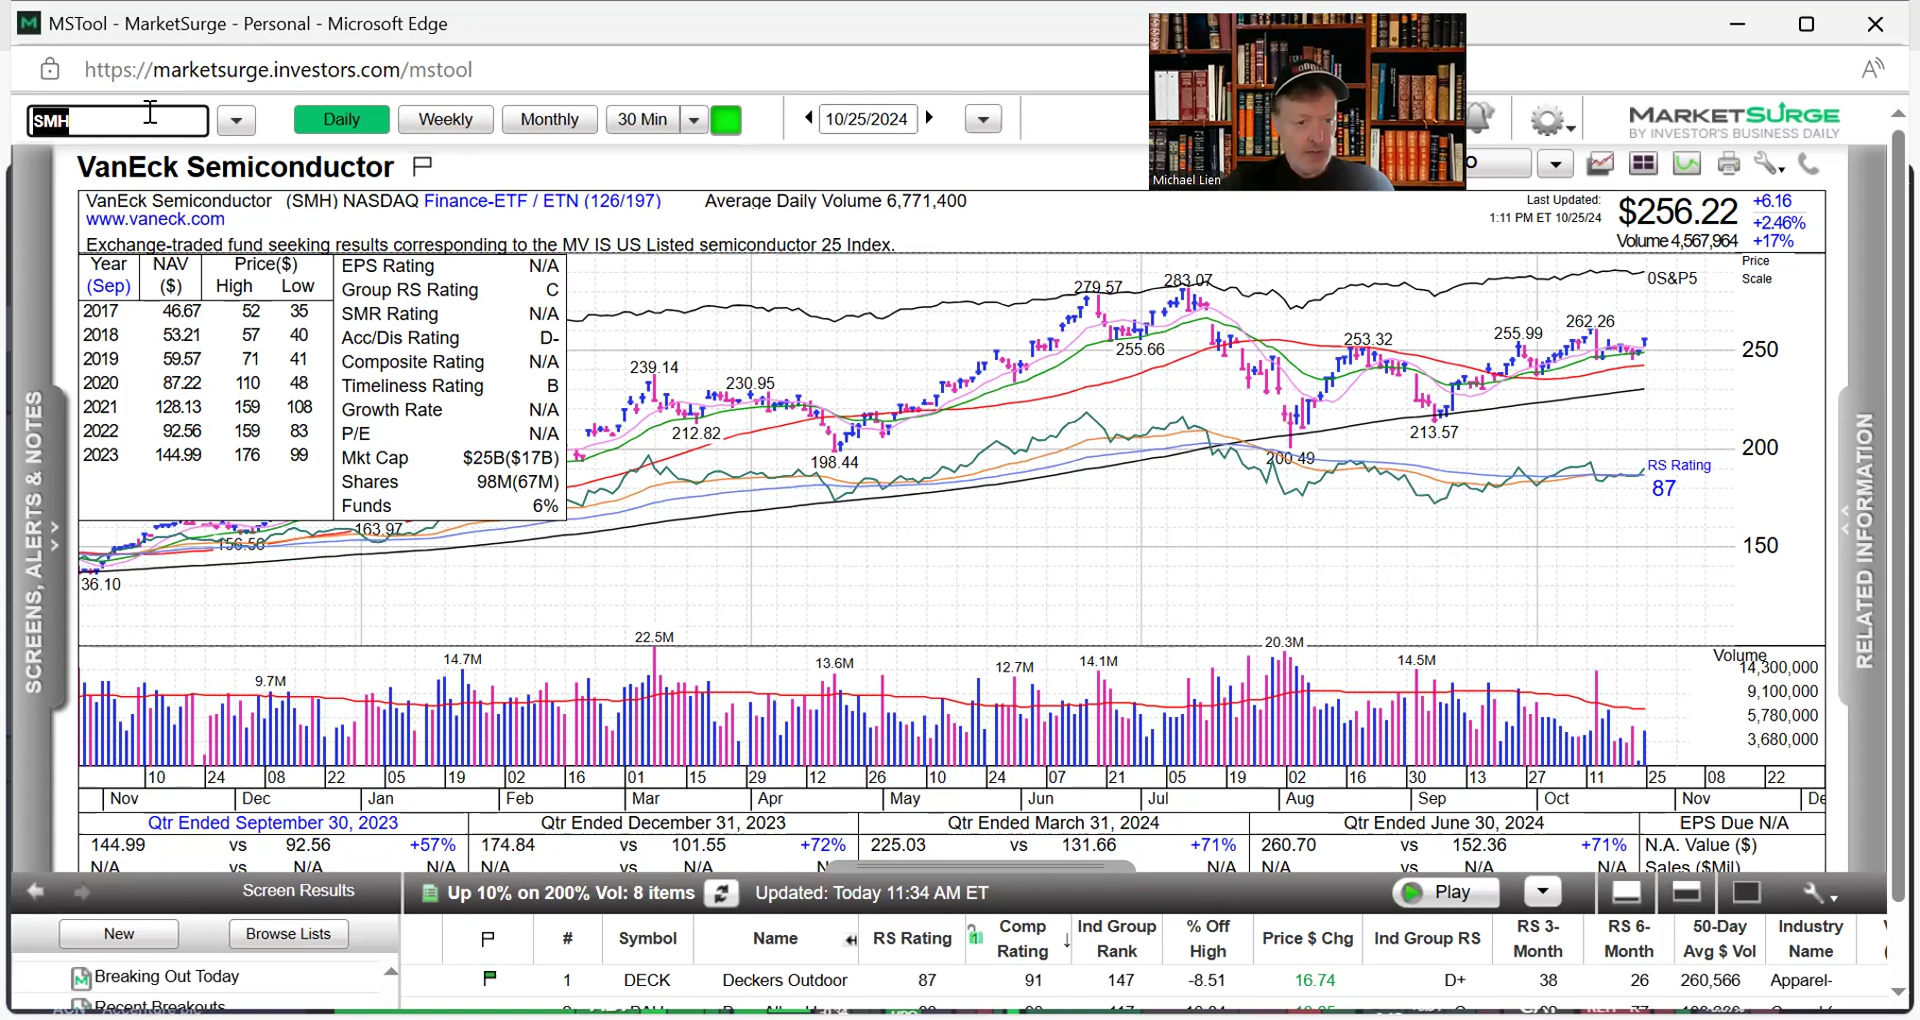 MSTool - MarketSurge - Personal - Microsoft Edge
https://marketsurge.investors.com/mstool
SMH
Daily
Weekly
Monthly
30 Min
10/25/2024
Michael Lien
MARKETSURGE
BY INVESTOR'S BUSINESS DAILY
VanEck Semiconductor
VanEck Semiconductor (SMH) NASDAQ Finance-ETF / ETN (126/197) Average Daily Volume 6,771,400
www.vaneck.com
Exchange-traded fund seeking results corresponding to the MV IS US Listed semiconductor 25 Index.
Last Updated:
1:11 PM ET 10/25/24
$256.22
Volume 4,567,964
+6.16
+2.46%
+17%
Year NAV Price($)
(Sep) ($) High Low
2017 46.67 52 35
2018 53.21 57 40
2019 59.57 71 41
2020 87.22 110 48
2021 128.13 159 108
2022 92.56 159 83
2023 144.99 176 99
EPS Rating N/A
Group RS Rating C
SMR Rating N/A
Acc/Dis Rating D-
Composite Rating N/A
Timeliness Rating B
Growth Rate N/A
P/E N/A
Mkt Cap $25B($17B)
Shares 98M(67M)
Funds 6%
Price
Scale
0S&P5
279.57
283.07
255.66
253.32
255.99
262.26
239.14
230.95
212.82
198.44
213.57
200.49
163.97
156.50
36.10
250
200
150
RS Rating
87
22.5M
20.3M
14.7M
13.6M
12.7M
14.1M
14.5M
9.7M
Volume
14,300,000
9,100,000
5,780,000
3,680,000
10 24 08 22 05 19 02 16 01 15 29 12 26 10 24 07 21 05 19 02 16 30 13 27 11 25 08 22
Nov Dec Jan Feb Mar Apr May Jun Jul Aug Sep Oct Nov De
Qtr Ended September 30, 2023 Qtr Ended December 31, 2023 Qtr Ended March 31, 2024 Qtr Ended June 30, 2024 EPS Due N/A
144.99 vs 92.56 +57% 174.84 vs 101.55 +72% 225.03 vs 131.66 +71% 260.70 vs 152.36 +71% N.A. Value ($)
N/A vs N/A N/A N/A vs N/A N/A N/A vs N/A N/A N/A vs N/A N/A Sales ($Mil)
SCREENS, ALERTS & NOTES
RELATED INFORMATION
Screen Results
Up 10% on 200% Vol: 8 items
Updated: Today 11:34 AM ET
Play
New
Browse Lists
Breaking Out Today
Recent Breakouts
# Symbol Name RS Rating 1 Comp Rating Ind Group Rank % Off High Price $ Chg Ind Group RS RS 3-Month RS 6-Month 50-Day Avg $ Vol Industry Name
1 DECK Deckers Outdoor 87 91 147 -8.51 16.74 D+ 38 26 260,566 Apparel-